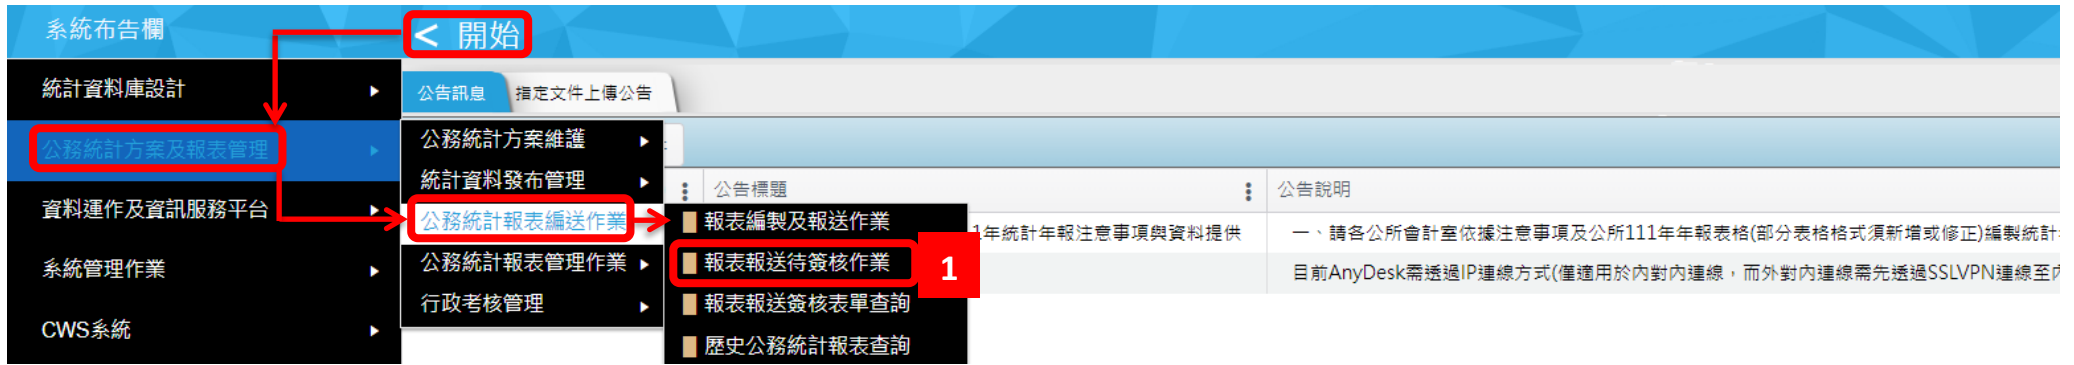 系統布告欄
< 開始
統計資料庫設計
公務統計方案及報表管理
資料運作及資訊服務平台
系統管理作業
CWS系統
公告訊息
指定文件上傳公告
公務統計方案維護
統計資料發布管理
公務統計報表編送作業
公務統計報表管理作業
行政考核管理
報表編製及報送作業
報表報送待簽核作業
1
報表報送簽核表單查詢
歷史公務統計報表查詢
公告標題
公告說明
1年統計年報注意事項與資料提供
一、請各公所會計室依據注意事項及公所111年年報表格(部分表格格式須新增或修正)編製統計
目前AnyDesk需透過IP連線方式(僅適用於內對內連線，而外對內連線需先透過SSLVPN連線至內